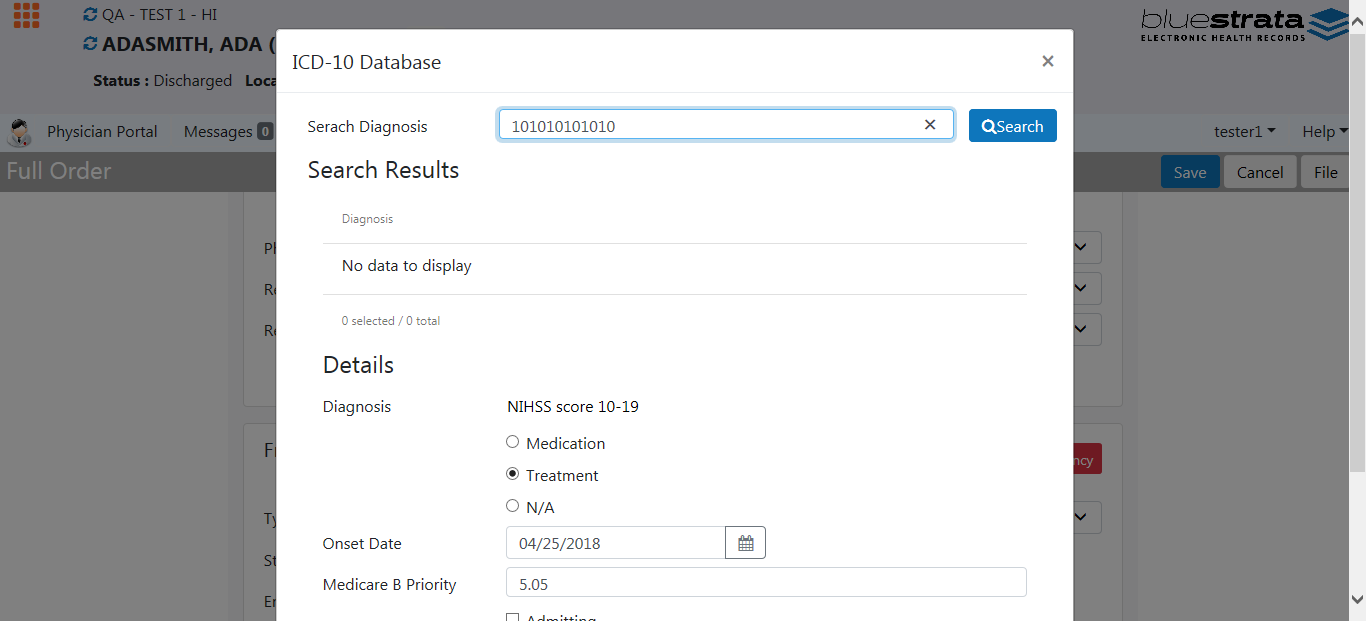 QA - TEST 1 - HI
bluestrata
ELECTRONIC HEALTH RECORDS
ADASMITH, ADA (
Status : Discharged Loca
ICD-10 Database
×
Physician Portal Messages 0
tester1 Help
Serach Diagnosis
101010101010
Search
Full Order
Save Cancel File
Search Results
Diagnosis
No data to display
0 selected / 0 total
Details
Diagnosis
NIHSS score 10-19
Medication
Treatment
N/A
Onset Date
04/25/2018
Medicare B Priority
5.05
Admitting
Ph
Re
Fr
ncy
Ty
St